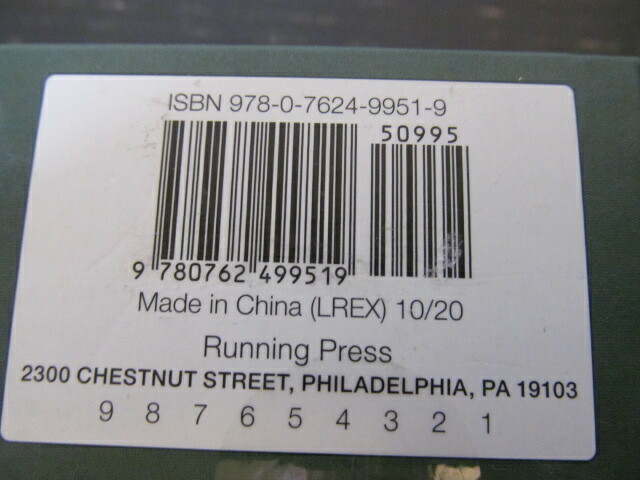 ISBN 978-0-7624-9951-9
50995
9 780762 499519
Made in China (LREX) 10/20
Running Press
2300 CHESTNUT STREET, PHILADELPHIA, PA 19103
9 8 7 6 5 4 3 2 1